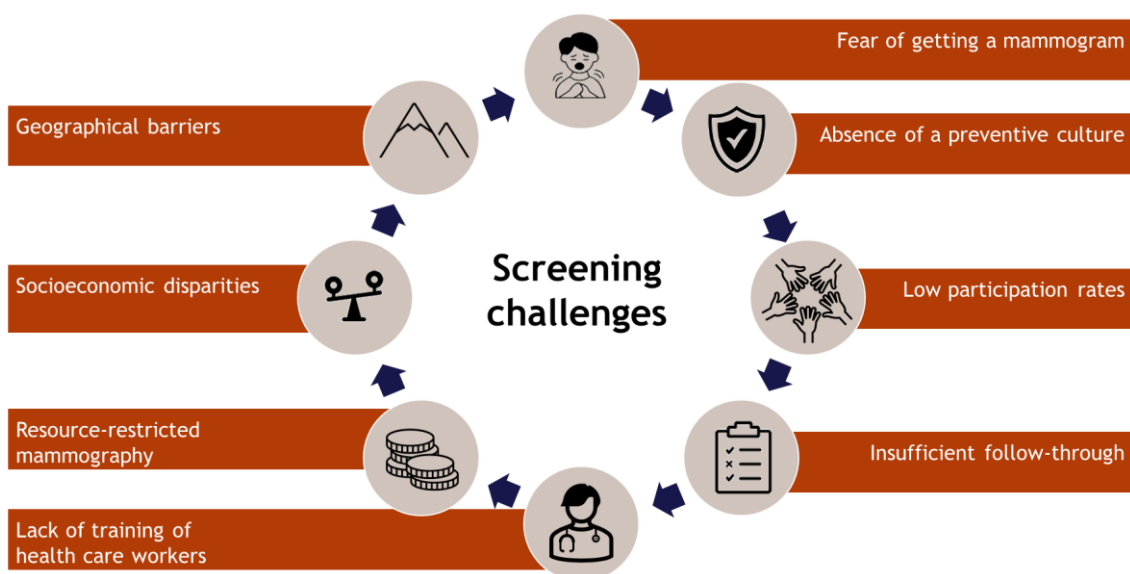 Fear of getting a mammogram
Geographical barriers
Absence of a preventive culture
Screening
challenges
Socioeconomic disparities
Low participation rates
Resource-restricted
mammography
Insufficient follow-through
Lack of training of
health care workers